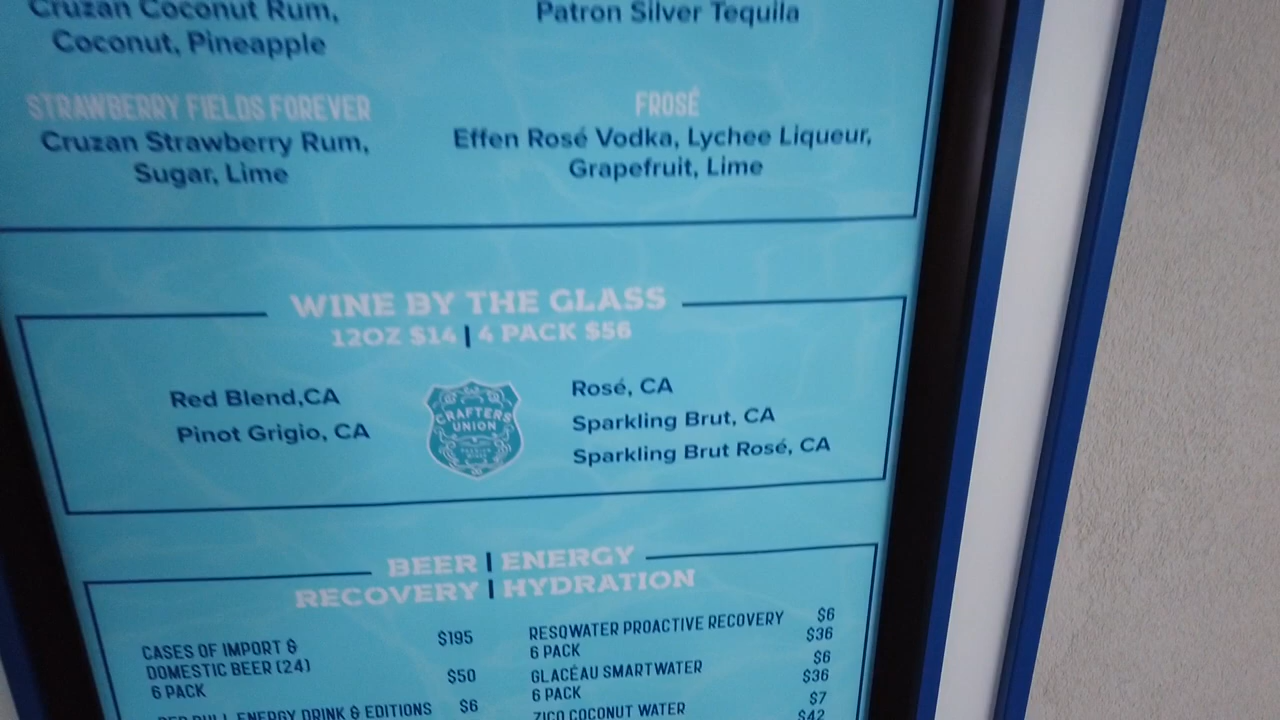 Cruzan Coconut Rum,
Coconut, Pineapple
Patron Silver Tequila
STRAWBERRY FIELDS FOREVER
Cruzan Strawberry Rum,
Sugar, Lime
FROSÉ
Effen Rosé Vodka, Lychee Liqueur,
Grapefruit, Lime
WINE BY THE GLASS
12OZ $14 | 4 PACK $56
Red Blend,CA
Pinot Grigio, CA
CRAFTERS
UNION
Rosé, CA
Sparkling Brut, CA
Sparkling Brut Rosé, CA
BEER | ENERGY
RECOVERY | HYDRATION
CASES OF IMPORT & $195
DOMESTIC BEER (24)
6 PACK $50
RED BULL ENERGY DRINK & EDITIONS $6
RESQWATER PROACTIVE RECOVERY $6
6 PACK $36
GLACÉAU SMARTWATER $6
6 PACK $36
ZICO COCONUT WATER $7
$42